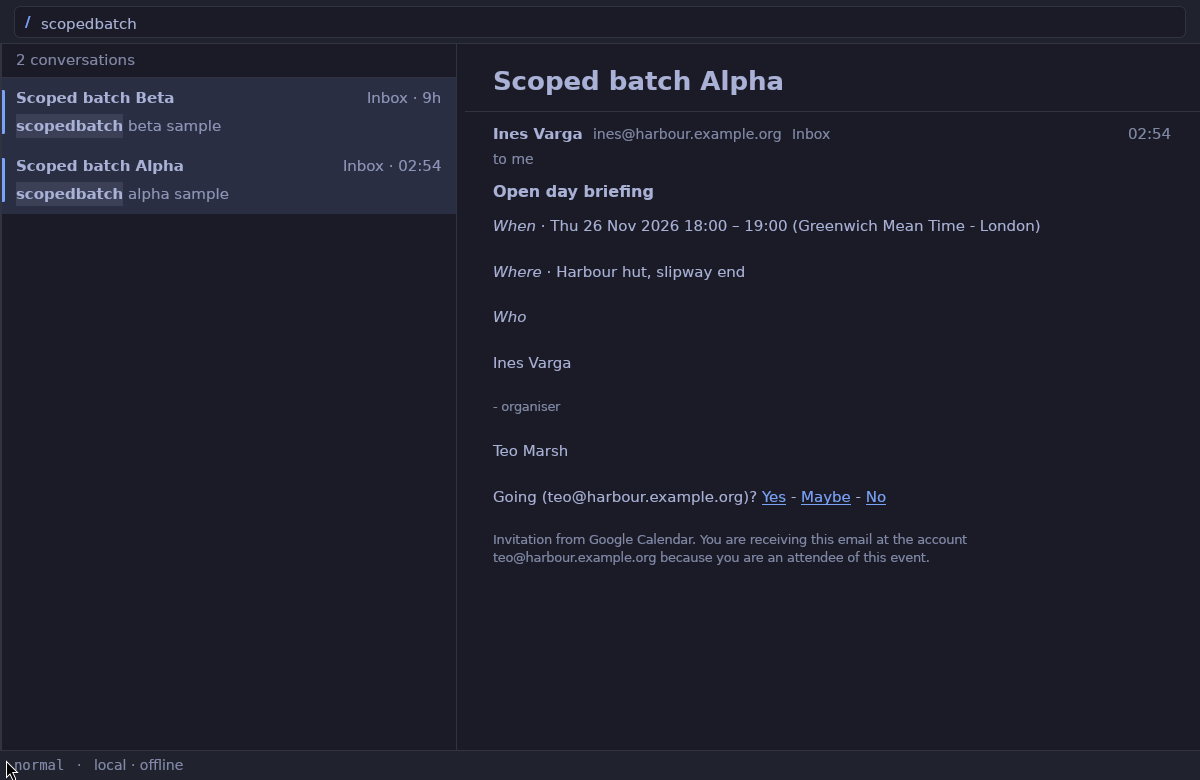 / scopedbatch
2 conversations
Scoped batch Beta Inbox · 9h
scopedbatch beta sample
Scoped batch Alpha Inbox · 02:54
scopedbatch alpha sample
Scoped batch Alpha
Ines Varga ines@harbour.example.org Inbox 02:54
to me
Open day briefing
When · Thu 26 Nov 2026 18:00 – 19:00 (Greenwich Mean Time - London)
Where · Harbour hut, slipway end
Who
Ines Varga
- organiser
Teo Marsh
Going (teo@harbour.example.org)? Yes - Maybe - No
Invitation from Google Calendar. You are receiving this email at the account
teo@harbour.example.org because you are an attendee of this event.
normal · local · offline